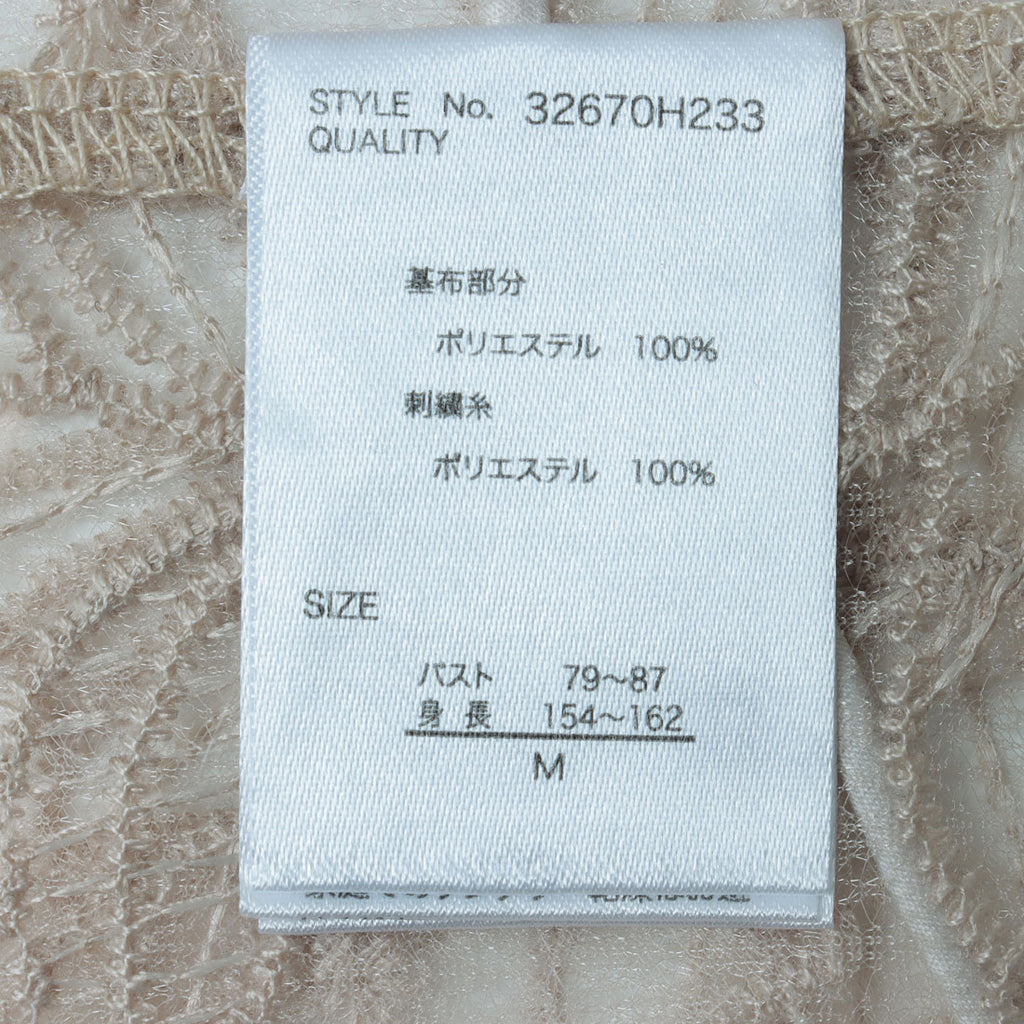 STYLE No. 32670H233
QUALITY
基布部分
ポリエステル 100%
刺繍糸
ポリエステル 100%
SIZE
バスト 79～87
身長 154～162
M